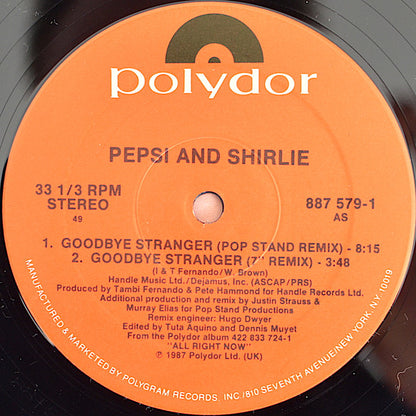 polydor
PEPSI AND SHIRLIE
33 1/3 RPM
STEREO
49
887 579-1
AS
1. GOODBYE STRANGER (POP STAND REMIX) - 8:15
2. GOODBYE STRANGER (7" REMIX) - 3:48
(I & T Fernando/W. Brown)
Handle Music Ltd./Dejamus, Inc. (ASCAP/PRS)
Produced by Tambi Fernando & Pete Hammond for Handle Records Ltd.
Additional production and remix by Justin Strauss &
Murray Elias for Pop Stand Productions
Remix engineer: Hugo Dwyer
Edited by Tuta Aquino and Dennis Muyet
From the Polydor album 422 833 724-1
"ALL RIGHT NOW"
℗ 1987 Polydor Ltd. (UK)
MANUFACTURED & MARKETED BY POLYGRAM RECORDS, INC./810 SEVENTH AVENUE/NEW YORK, N.Y. 10019